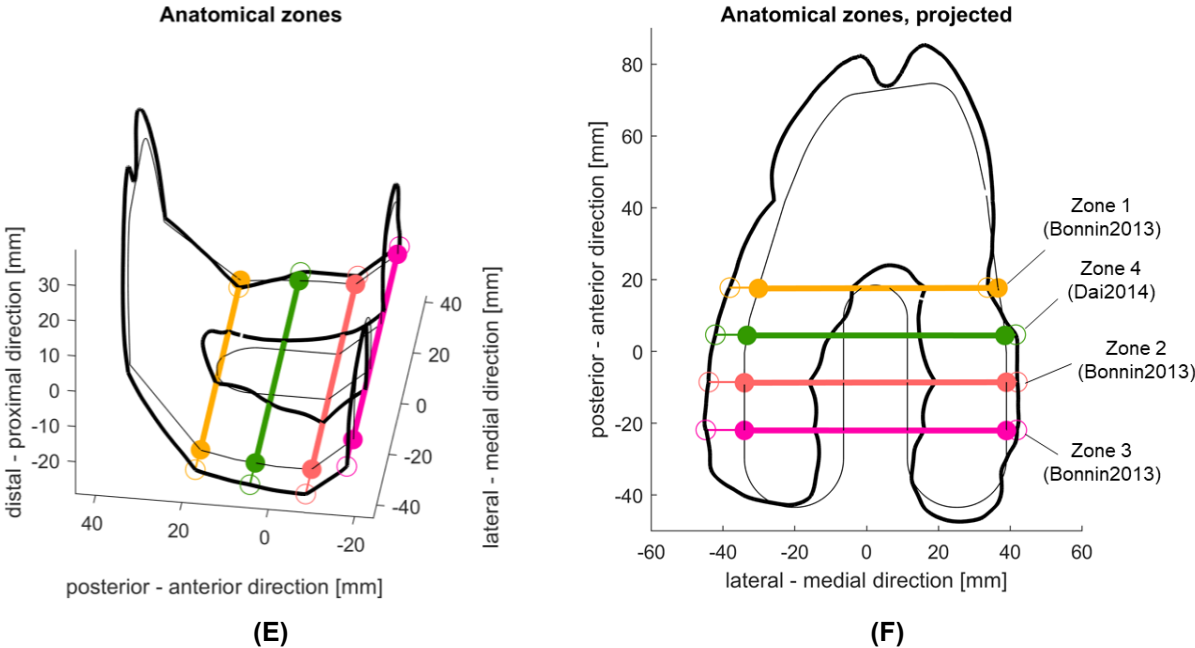 Anatomical zones
distal - proximal direction [mm]
30
20
10
0
-10
-20
40
20
0
-20
posterior - anterior direction [mm]
40
20
0
-20
-40
lateral - medial direction [mm]
(E)
Anatomical zones, projected
posterior - anterior direction [mm]
80
60
40
20
0
-20
-40
-60
-40
-20
0
20
40
60
lateral - medial direction [mm]
Zone 1
(Bonnin2013)
Zone 4
(Dai2014)
Zone 2
(Bonnin2013)
Zone 3
(Bonnin2013)
(F)